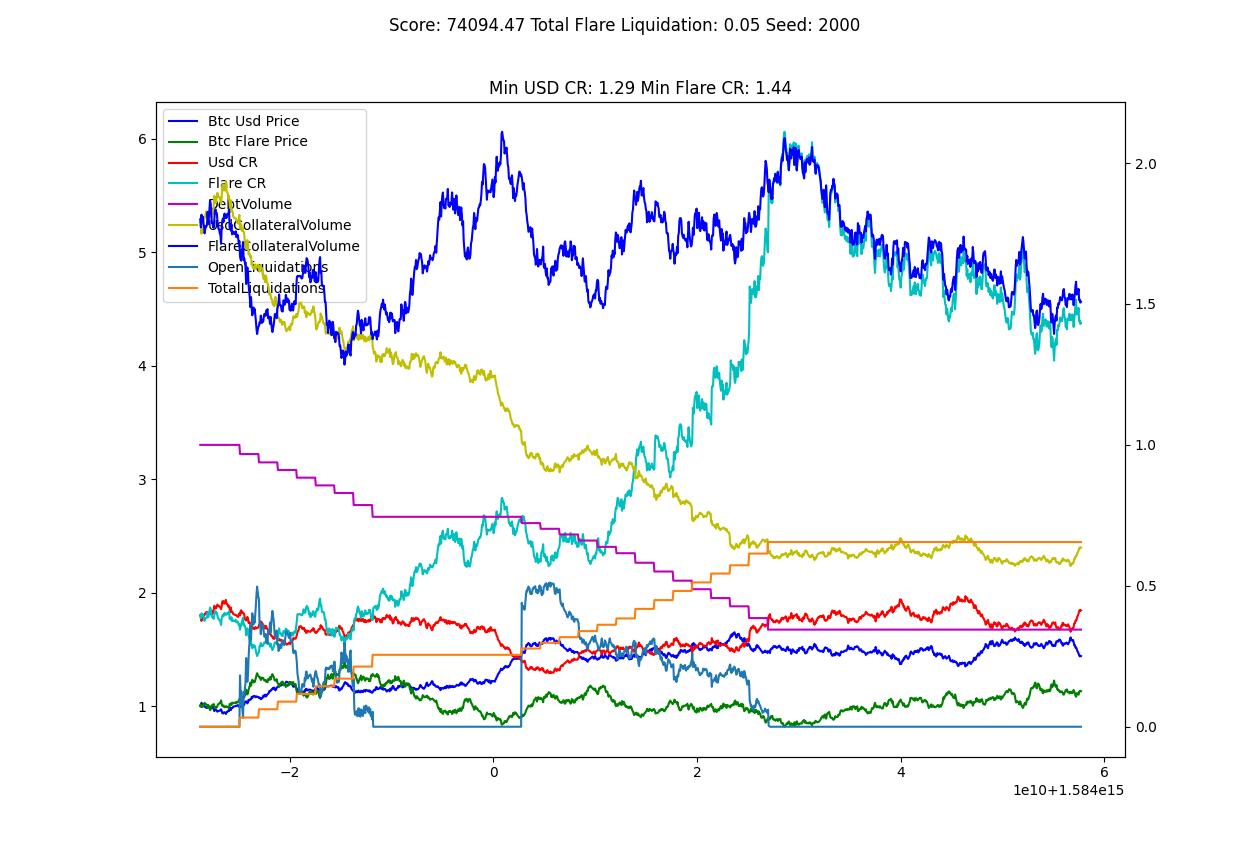 Score: 74094.47 Total Flare Liquidation: 0.05 Seed: 2000
Min USD CR: 1.29 Min Flare CR: 1.44
Btc Usd Price
Btc Flare Price
Usd CR
Flare CR
DebtVolume
UsdCollateralVolume
FlareCollateralVolume
OpenLiquidations
TotalLiquidations
6
5
4
3
2
1
2.0
1.5
1.0
0.5
0.0
−2
0
2
4
6
1e10+1.584e15